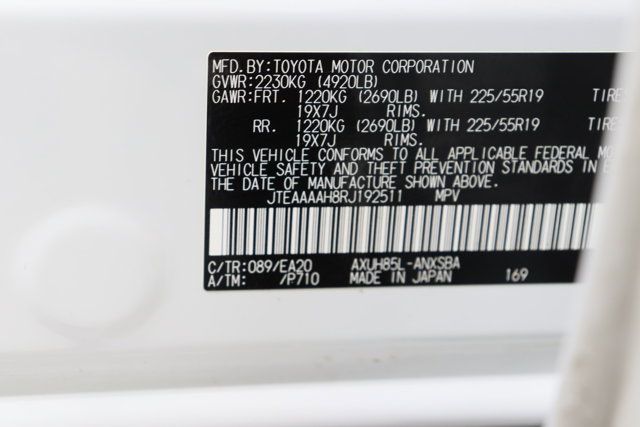 MFD.BY:TOYOTA MOTOR CORPORATION
GVWR:2230KG (4920LB)
GAWR:FRT. 1220KG (2690LB) WITH 225/55R19 TIRES
19X7J RIMS.
RR. 1220KG (2690LB) WITH 225/55R19 TIRE
19X7J RIMS.
THIS VEHICLE CONFORMS TO ALL APPLICABLE FEDERAL MO
VEHICLE SAFETY AND THEFT PREVENTION STANDARDS IN E
THE DATE OF MANUFACTURE SHOWN ABOVE.
JTEAAAAH8RJ192511 MPV
C/TR:089/EA20 AXUH85L-ANXSBA
A/TM: /P710 MADE IN JAPAN 169